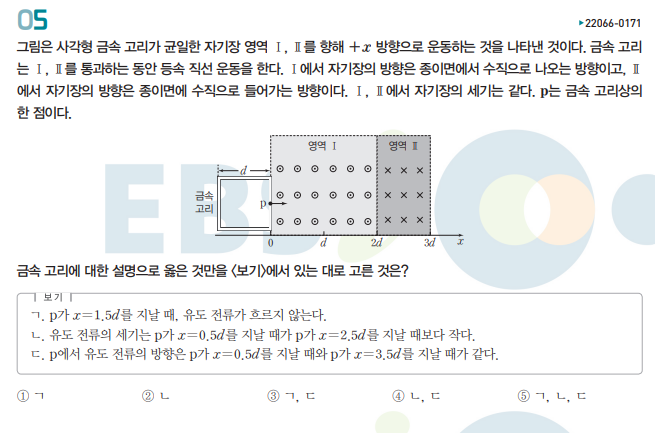 05
▶22066-0171
그림은 사각형 금속 고리가 균일한 자기장 영역 Ⅰ, Ⅱ를 향해 +x 방향으로 운동하는 것을 나타낸 것이다. 금속 고리
는 Ⅰ, Ⅱ를 통과하는 동안 등속 직선 운동을 한다. Ⅰ에서 자기장의 방향은 종이면에서 수직으로 나오는 방향이고, Ⅱ
에서 자기장의 방향은 종이면에 수직으로 들어가는 방향이다. Ⅰ, Ⅱ에서 자기장의 세기는 같다. p는 금속 고리상의
한 점이다.
영역 Ⅰ 영역 Ⅱ
d
금속
고리
p
0 d 2d 3d x
EBS
금속 고리에 대한 설명으로 옳은 것만을 〈보기〉에서 있는 대로 고른 것은?
보기
ㄱ. p가 x=1.5d를 지날 때, 유도 전류가 흐르지 않는다.
ㄴ. 유도 전류의 세기는 p가 x=0.5d를 지날 때가 p가 x=2.5d를 지날 때보다 작다.
ㄷ. p에서 유도 전류의 방향은 p가 x=0.5d를 지날 때와 p가 x=3.5d를 지날 때가 같다.
① ㄱ ② ㄴ ③ ㄱ, ㄷ ④ ㄴ, ㄷ ⑤ ㄱ, ㄴ, ㄷ